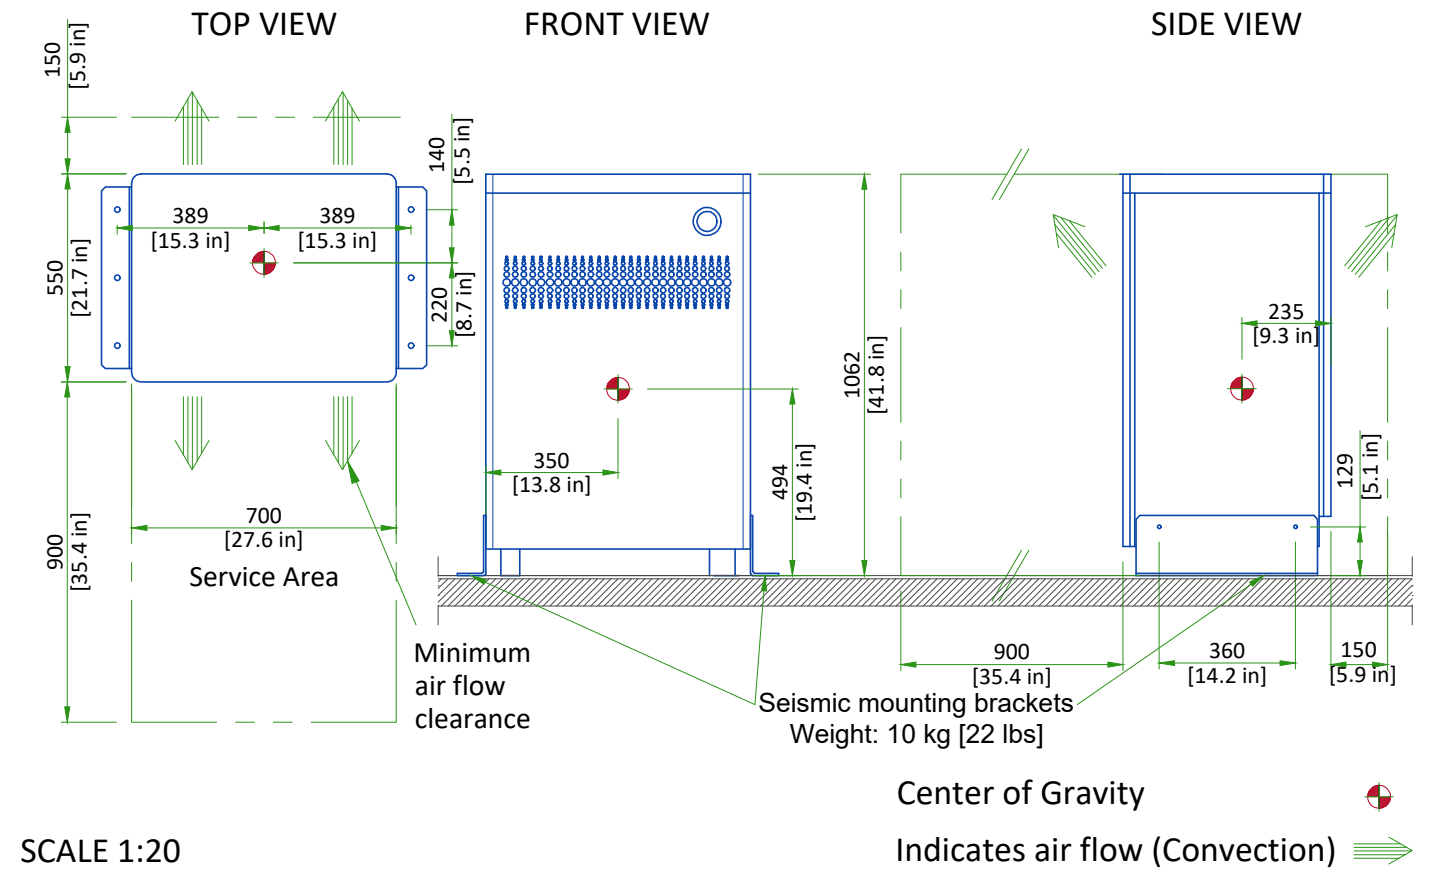 TOP VIEW
FRONT VIEW
SIDE VIEW
150
[5.9 in]
140
[5.5 in]
389
[15.3 in]
389
[15.3 in]
550
[21.7 in]
220
[8.7 in]
235
[9.3 in]
1062
[41.8 in]
350
[13.8 in]
494
[19.4 in]
129
[5.1 in]
700
[27.6 in]
900
[35.4 in]
Service Area
Minimum
air flow
clearance
900
[35.4 in]
360
[14.2 in]
150
[5.9 in]
Seismic mounting brackets
Weight: 10 kg [22 lbs]
Center of Gravity
Indicates air flow (Convection)
SCALE 1:20